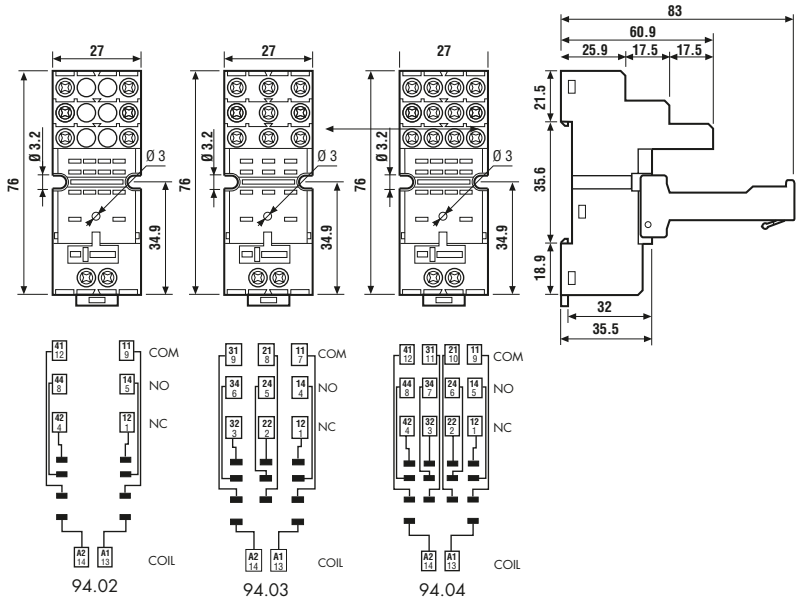 83
60.9
25.9 17.5 17.5
27 27 27
21.5
76 Ø 3.2 Ø 3 34.9
76 Ø 3.2 Ø 3 34.9
76 Ø 3.2 34.9
35.6
18.9
32
35.5
41 12 11 9 COM
44 8 14 5 NO
42 4 12 1 NC
A2 14 A1 13 COIL
94.02
31 9 21 8 11 7 COM
34 6 24 5 14 4 NO
32 3 22 2 12 1 NC
A2 14 A1 13 COIL
94.03
41 12 31 11 21 10 11 9 COM
44 8 34 7 24 6 14 5 NO
42 4 32 3 22 2 12 1 NC
A2 14 A1 13 COIL
94.04